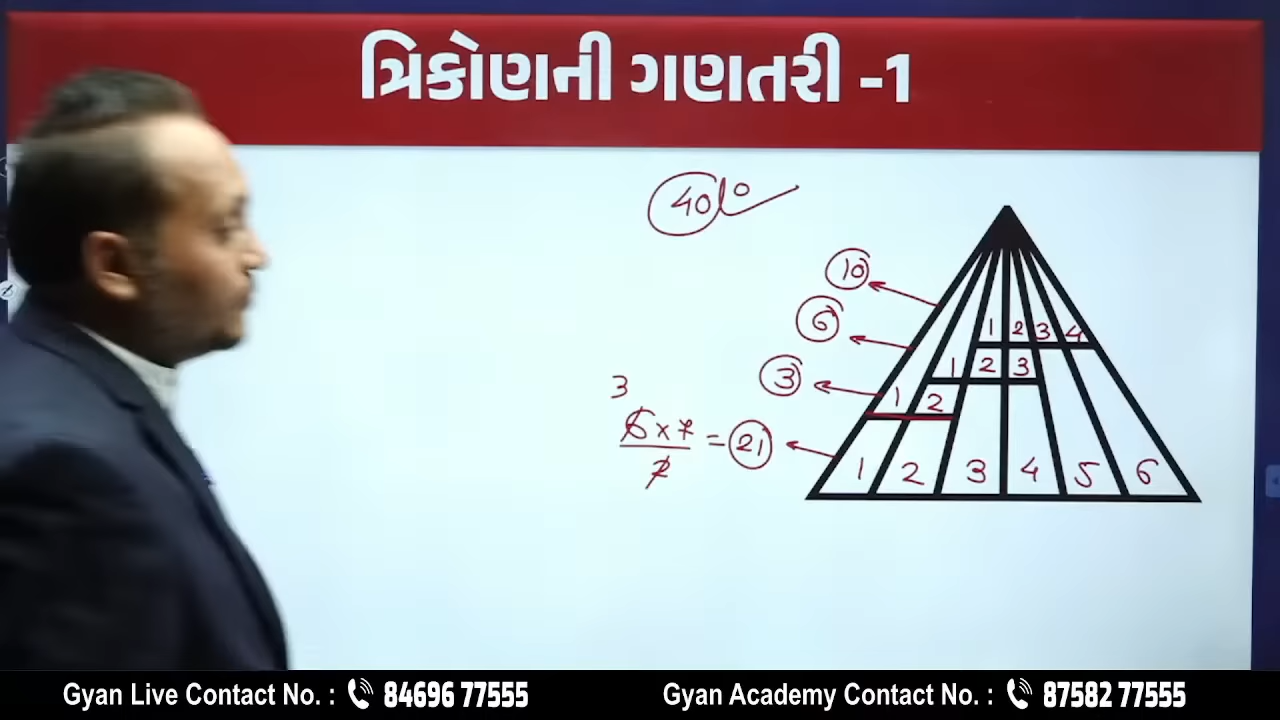 ત્રિકોણની ગણતરી -1
40
10
1 2 3 4
6
1 2 3
3
1 2
3
6 x 7 = 21
2
1 2 3 4 5 6
Gyan Live Contact No. : 84696 77555
Gyan Academy Contact No. : 87582 77555